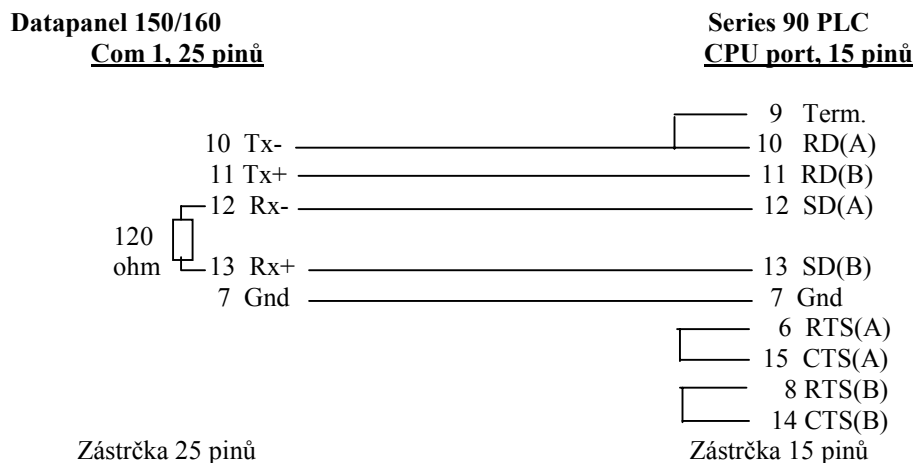 Datapanel 150/160 Series 90 PLC
Com 1, 25 pinů CPU port, 15 pinů
9 Term.
10 Tx- 10 RD(A)
11 Tx+ 11 RD(B)
12 Rx- 12 SD(A)
120
ohm 13 Rx+ 13 SD(B)
7 Gnd 7 Gnd
6 RTS(A)
15 CTS(A)
8 RTS(B)
14 CTS(B)
Zástrčka 25 pinů Zástrčka 15 pinů